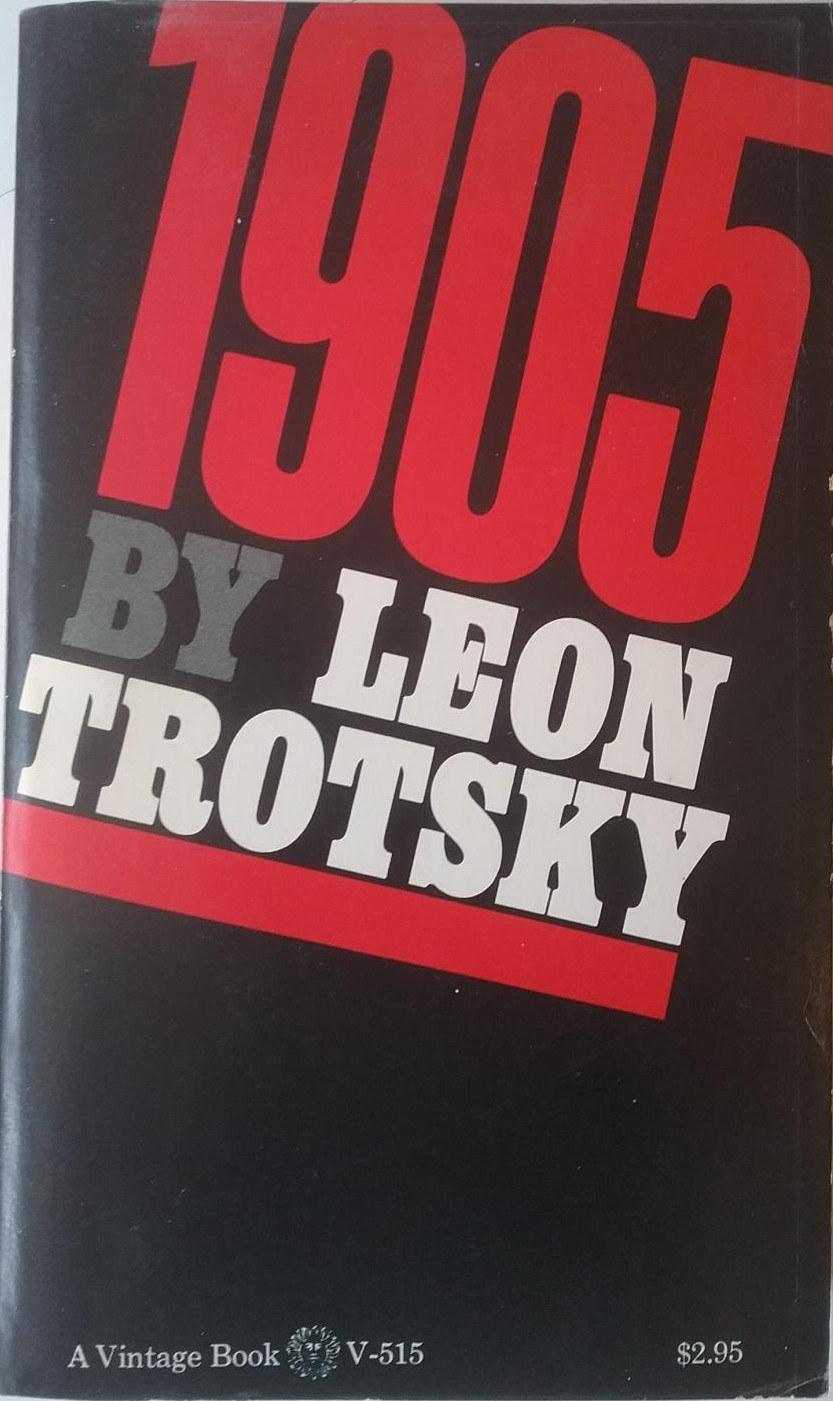 1905
BY LEON
TROTSKY
A Vintage Book V-515 $2.95